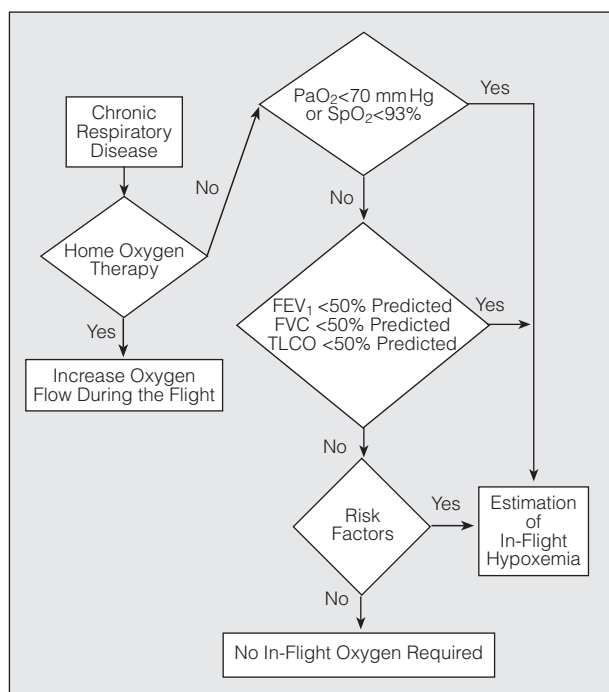 Chronic
Respiratory
Disease
Home Oxygen
Therapy
Yes
Increase Oxygen
Flow During the Flight
No
PaO₂<70 mm Hg
or SpO₂<93%
Yes
No
FEV₁ <50% Predicted
FVC <50% Predicted
TLCO <50% Predicted
Yes
No
Risk
Factors
Yes
Estimation
of
In-Flight
Hypoxemia
No
No In-Flight Oxygen Required